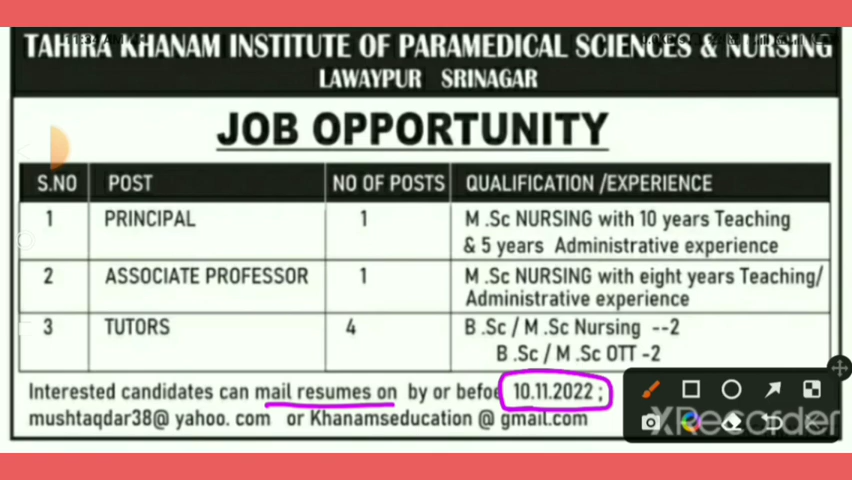 TAHIRA KHANAM INSTITUTE OF PARAMEDICAL SCIENCES & NURSING
LAWAYPUR SRINAGAR
JOB OPPORTUNITY
S.NO POST NO OF POSTS QUALIFICATION /EXPERIENCE
1 PRINCIPAL 1 M .Sc NURSING with 10 years Teaching
& 5 years Administrative experience
2 ASSOCIATE PROFESSOR 1 M .Sc NURSING with eight years Teaching/
Administrative experience
3 TUTORS 4 B .Sc / M .Sc Nursing --2
B .Sc / M .Sc OTT -2
Interested candidates can mail resumes on by or befoe 10.11.2022 ;
mushtaqdar38@ yahoo. com or Khanamseducation @ gmail.com
XRecorder